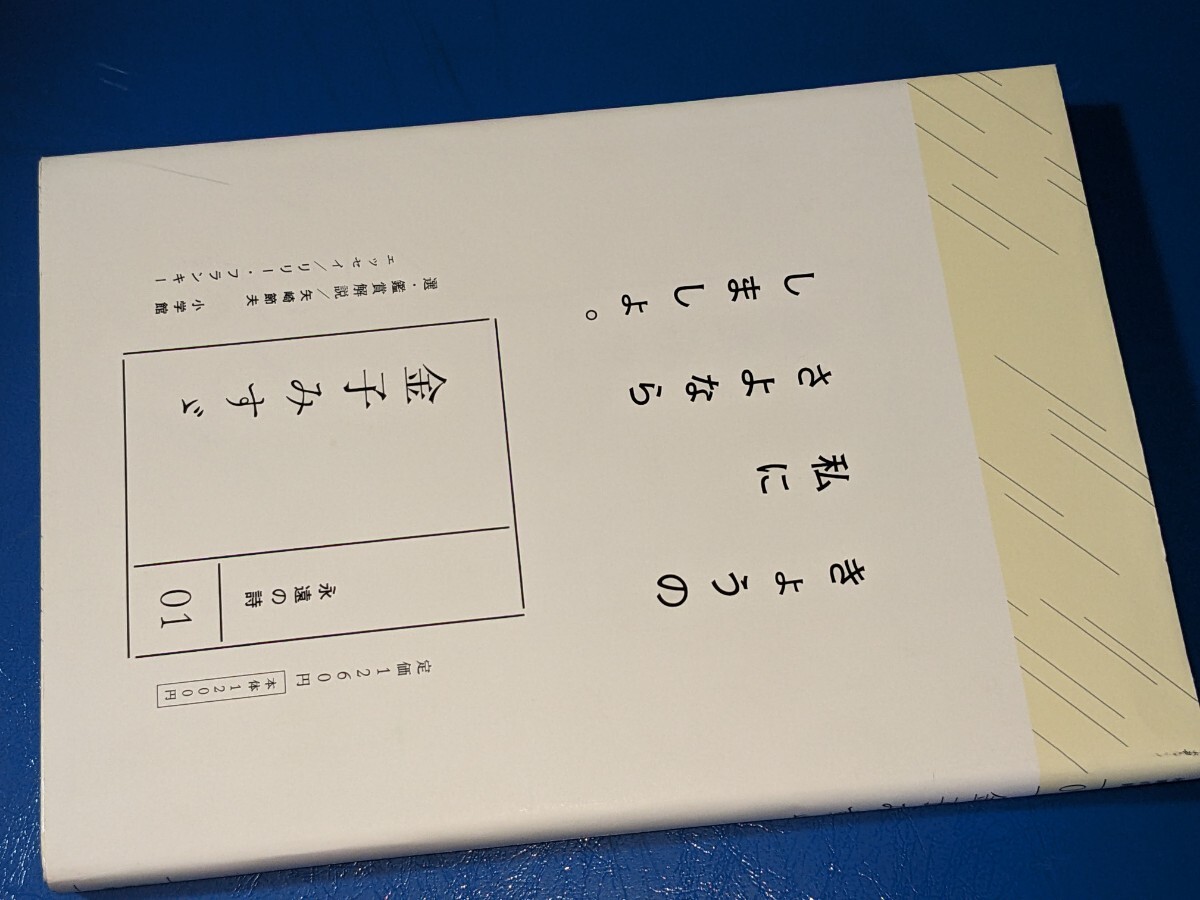 きょうの
私に
さよなら
しましょ。
定価1260円
本体1200円
永遠の詩
01
金子みすゞ
選・鑑賞解説／矢崎節夫　小学館
エッセイ／リリー・フランキー